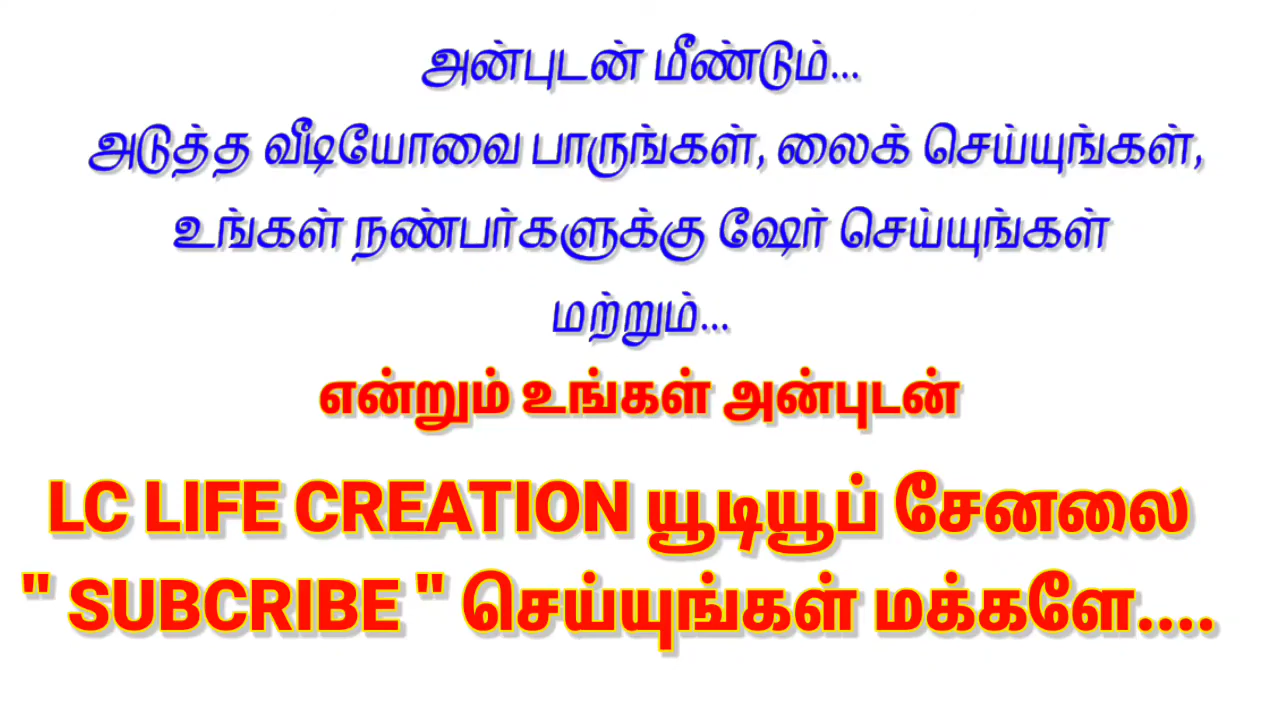 அன்புடன் மீண்டும்...
அடுத்த வீடியோவை பாருங்கள், லைக் செய்யுங்கள்,
உங்கள் நண்பர்களுக்கு ஷேர் செய்யுங்கள்
மற்றும்...
என்றும் உங்கள் அன்புடன்
LC LIFE CREATION யூடியூப் சேனலை
" SUBCRIBE " செய்யுங்கள் மக்களே....